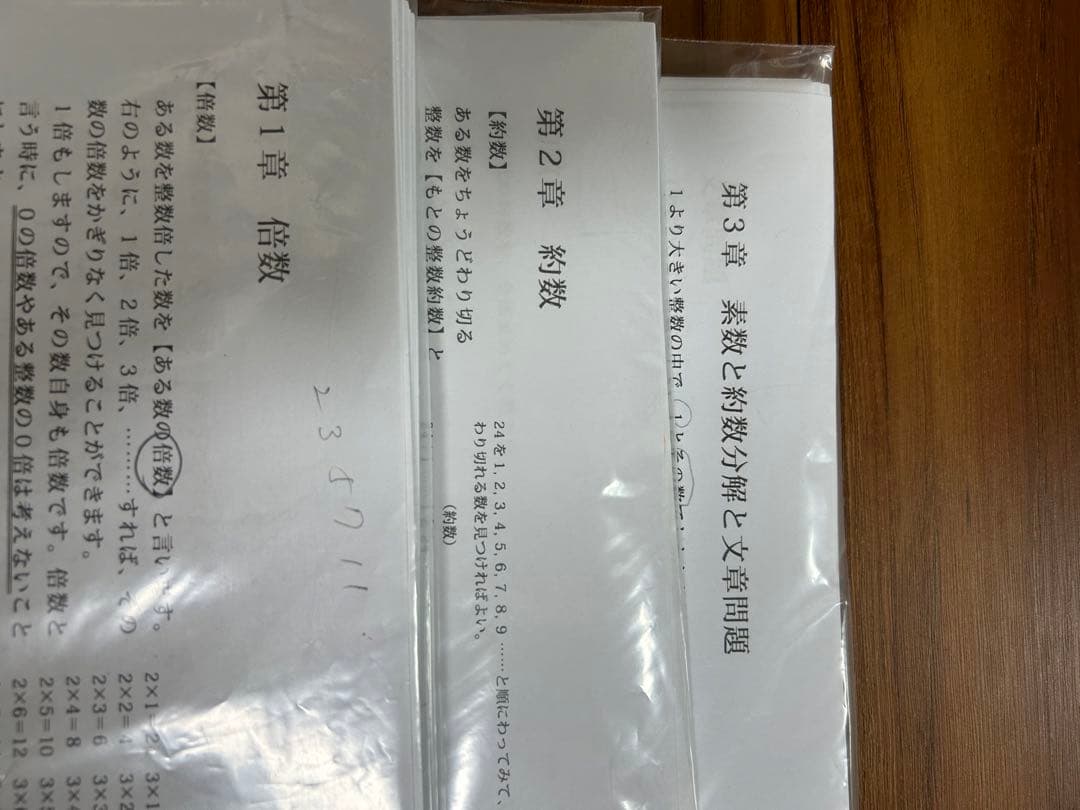 第1章 倍数
【倍数】
ある数を整数倍した数を【ある数の倍数】と言い す。
右のように、1倍、2倍、3倍、………すれば、 の
数の倍数をかぎりなく見つけることができます。
1倍もしますので、その数自身も倍数です。倍数と
言う時に、0の倍数やある整数の0倍は考えないこと
2×1=2
2×2=
2×3=6
2×4=8
2×5=10
2×6=12
3×1
3×2
3×3
3×4
2 3 5 7 11
第2章 約数
【約数】
ある数をちょうどわり切る
整数を【もとの整数約数】と
24を1, 2, 3, 4, 5, 6, 7, 8, 9 ……と順にわってみて、
わり切れる数を見つければよい。
(約数)
第3章 素数と約数分解と文章問題
1より大きい整数の中で、1とその数